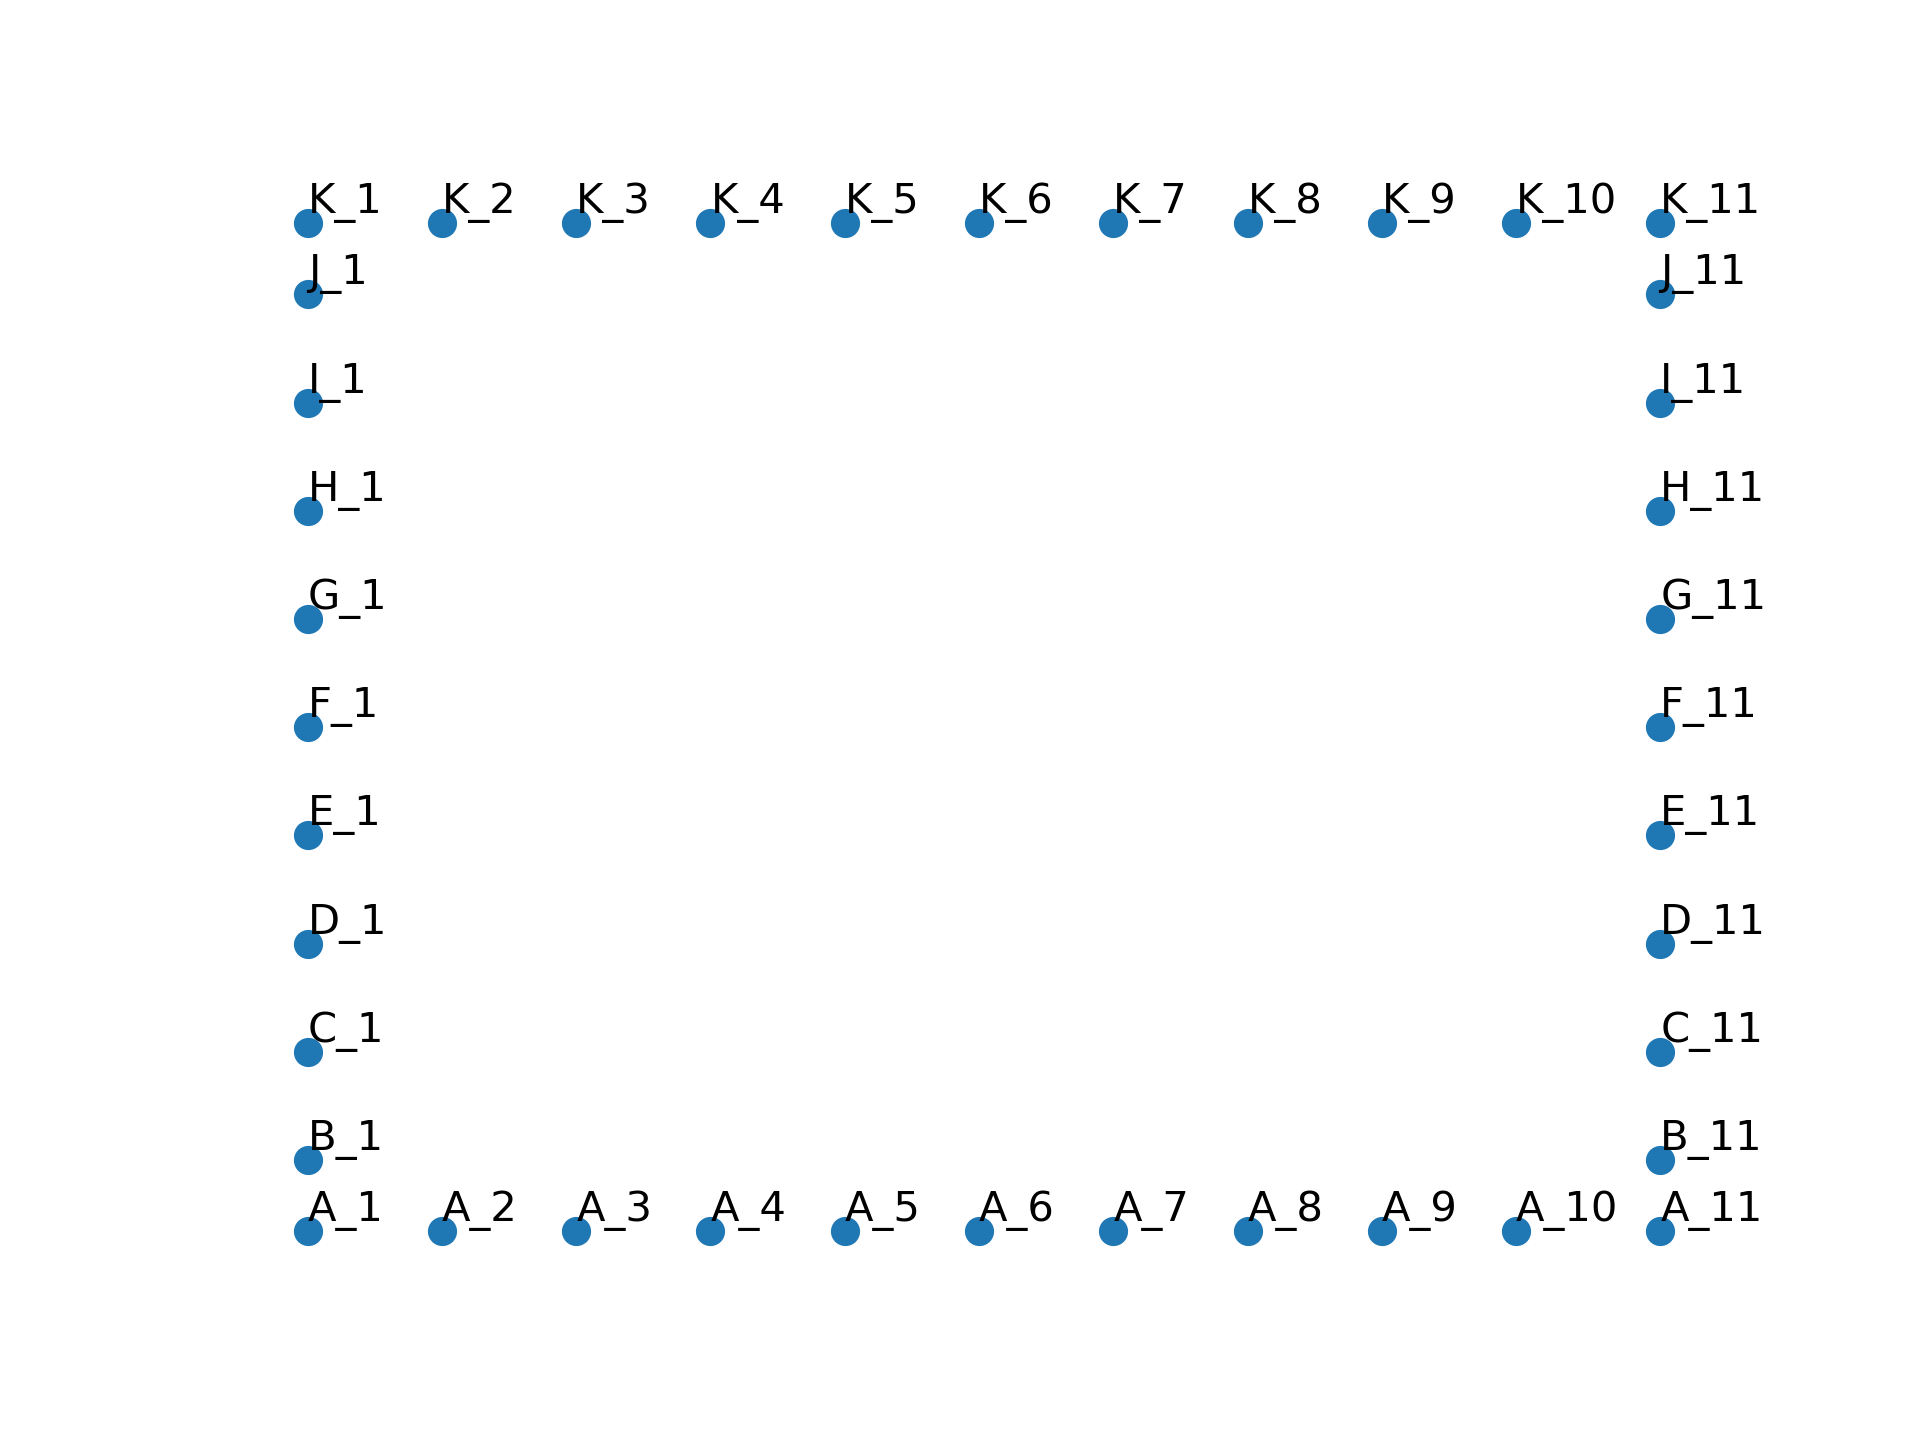 K_1 K_2 K_3 K_4 K_5 K_6 K_7 K_8 K_9 K_10 K_11
J_1 J_11
I_1 I_11
H_1 H_11
G_1 G_11
F_1 F_11
E_1 E_11
D_1 D_11
C_1 C_11
B_1 B_11
A_1 A_2 A_3 A_4 A_5 A_6 A_7 A_8 A_9 A_10 A_11